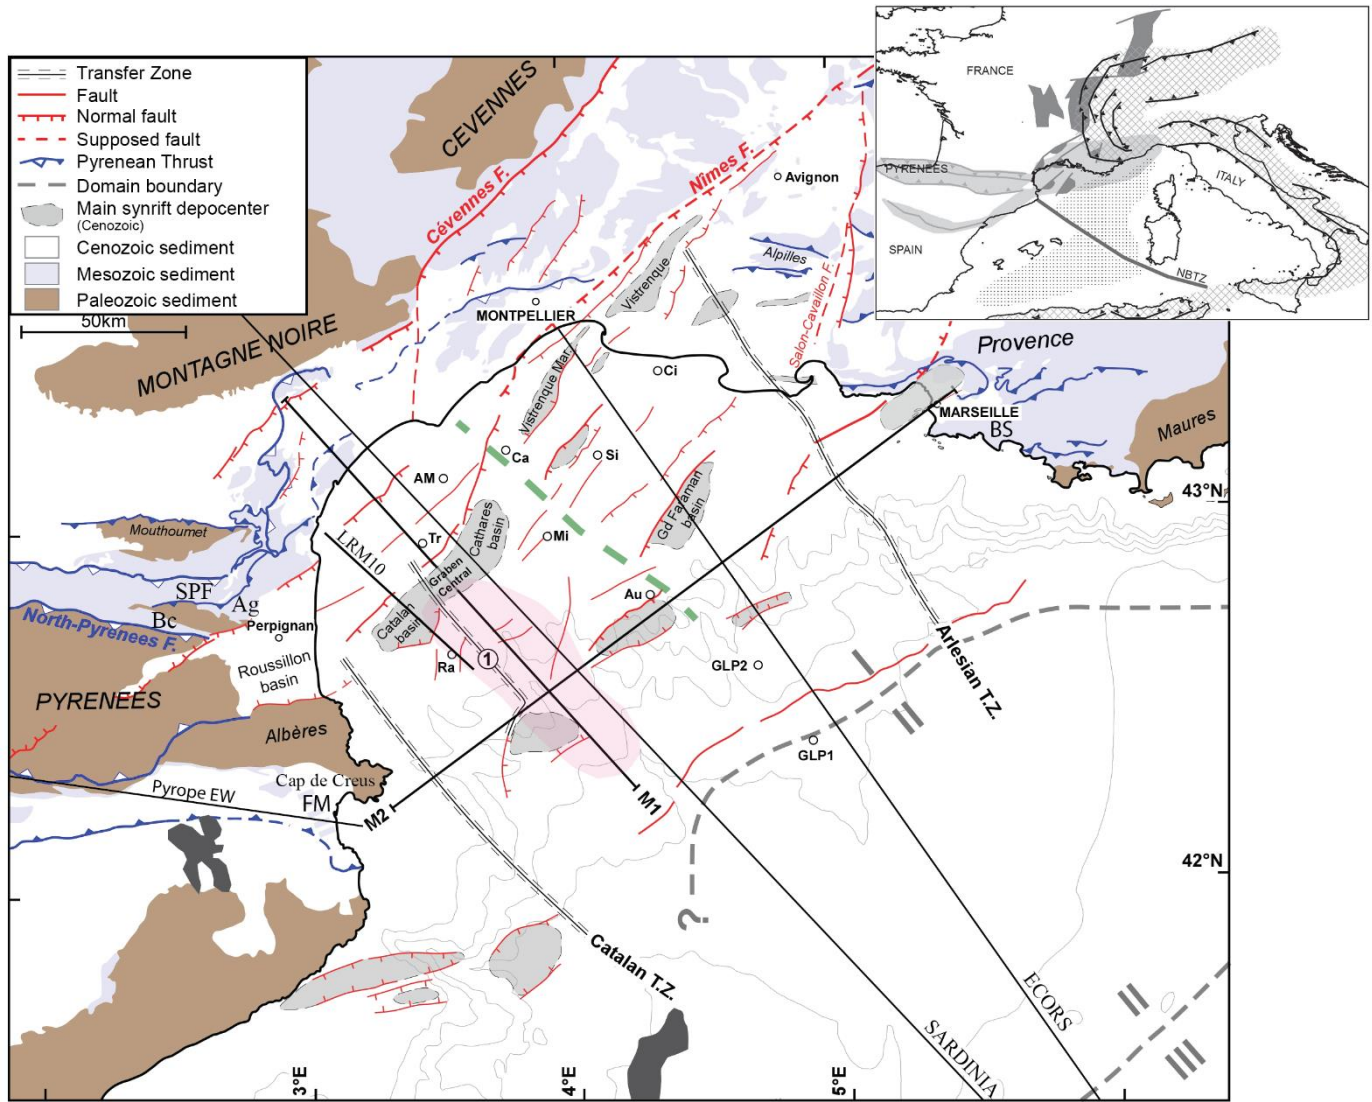 Transfer Zone
Fault
Normal fault
Supposed fault
Pyrenean Thrust
Domain boundary
Main synrift depocenter
(Cenozoic)
Cenozoic sediment
Mesozoic sediment
Paleozoic sediment
50km
FRANCE
PYRENEES
ITALY
SPAIN
NBTZ
CEVENNES
Cévennes F.
Nîmes F.
Avignon
Alpilles
Salon-Cavaillon F.
Vistrenque
MONTPELLIER
MONTAGNE NOIRE
Provence
Ci
Vistrenque Mar.
MARSEILLE
BS
Maures
Ca
Si
AM
43°N
Gd Faraman
basin
Cathares
basin
Mouthoumet
LRM10
Tr
Mi
Graben
Central
SPF
Ag
Bc
North-Pyrenees F.
Perpignan
Catalan
basin
Au
Ra
1
GLP2
Arlesian T.Z.
Roussillon
basin
I
II
PYRENEES
Albères
GLP1
Cap de Creus
Pyrope EW
FM
M2
M1
42°N
?
Catalan T.Z.
ECORS
SARDINIA
II
III
3°E
4°E
5°E